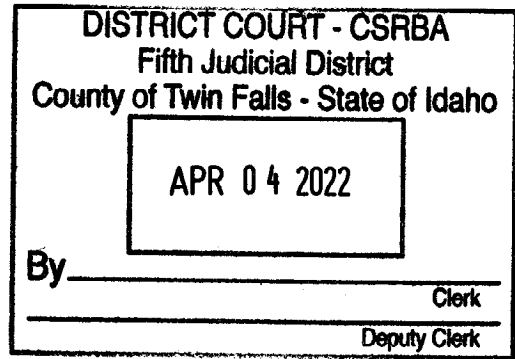 DISTRICT COURT - CSRBA
Fifth Judicial District
County of Twin Falls - State of Idaho
APR 04 2022
By
Clerk
Deputy Clerk